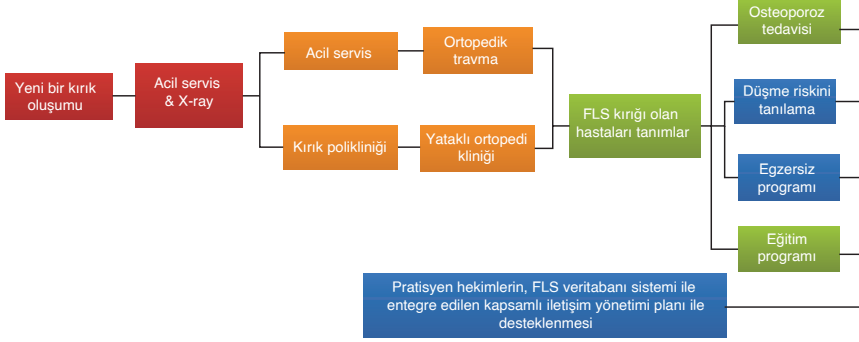 Yeni bir kırık
oluşumu
Acil servis
& X-ray
Acil servis
Ortopedik
travma
Kırık polikliniği
Yataklı ortopedi
kliniği
FLS kırığı olan
hastaları tanımlar
Osteoporoz
tedavisi
Düşme riskini
tanılama
Egzersiz
programı
Eğitim
programı
Pratisyen hekimlerin, FLS veritabanı sistemi ile
entegre edilen kapsamlı iletişim yönetimi planı ile
desteklenmesi